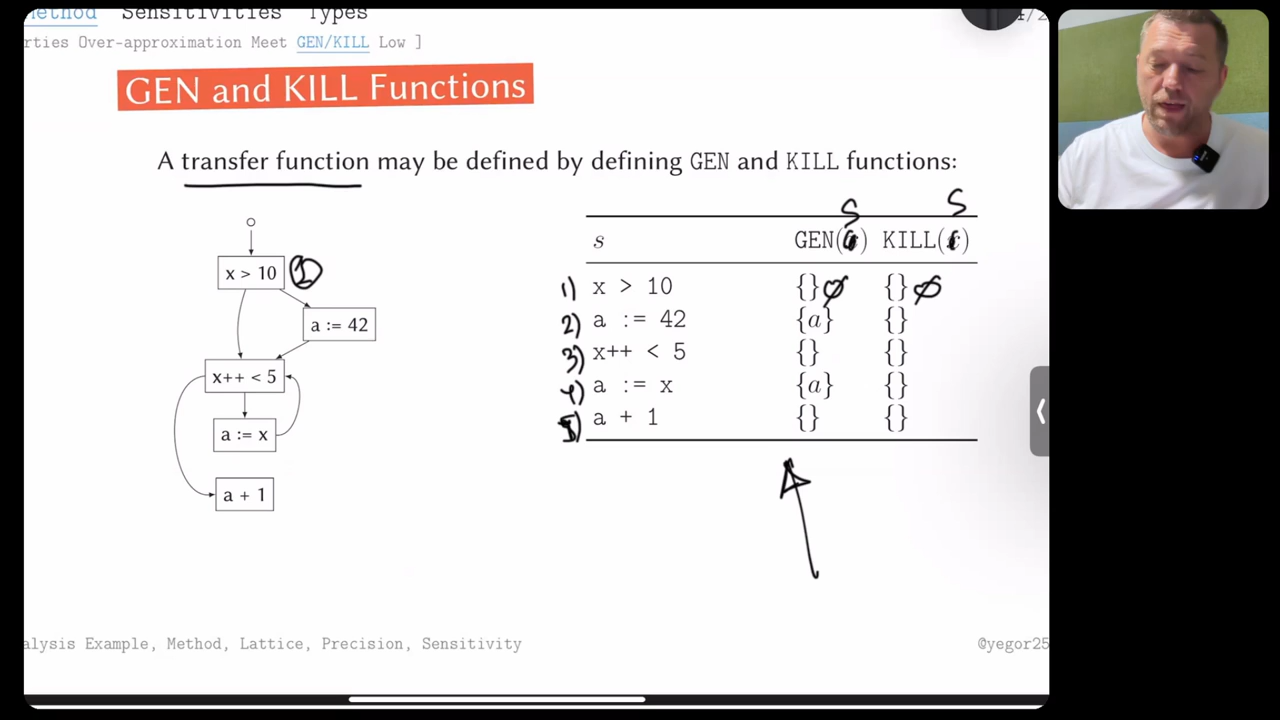 Method Sensitivities Types
rties Over-approximation Meet GEN/KILL Low ]
GEN and KILL Functions
A transfer function may be defined by defining GEN and KILL functions:
x > 10 1
a := 42
x++ < 5
a := x
a + 1
S S
s GEN( ) KILL( )
1) x > 10 {} ∅ {} ∅
2) a := 42 {a} {}
3) x++ < 5 {} {}
4) a := x {a} {}
5) a + 1 {} {}
alysis Example, Method, Lattice, Precision, Sensitivity
@yegor25